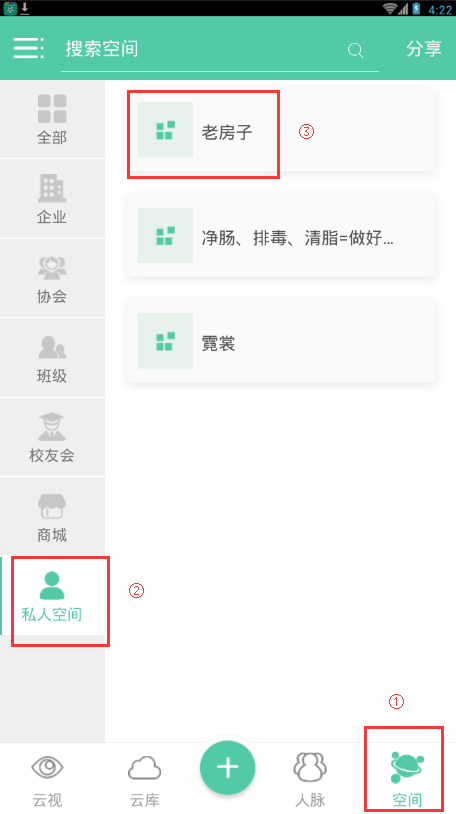 4:22
搜索空间
分享
全部
企业
协会
班级
校友会
商城
私人空间
②
老房子
③
净肠、排毒、清脂=做好...
霓裳
①
云视
云库
人脉
空间